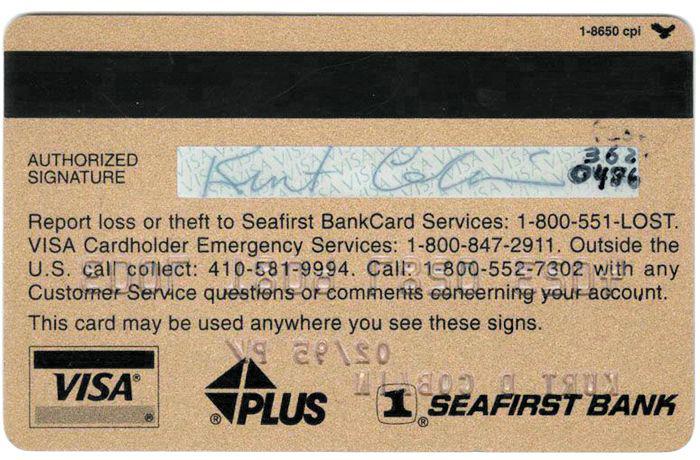 1-8650 cpi
AUTHORIZED
SIGNATURE
Kurt
362
0486
Report loss or theft to Seafirst BankCard Services: 1-800-551-LOST.
VISA Cardholder Emergency Services: 1-800-847-2911. Outside the
U.S. call collect: 410-581-9994. Call 1-800-552-7302 with any
Customer Service questions or comments concerning your account.
This card may be used anywhere you see these signs.
02/95 PV
KURT D COBAIN
VISA®
®PLUS
1® SEAFIRST BANK